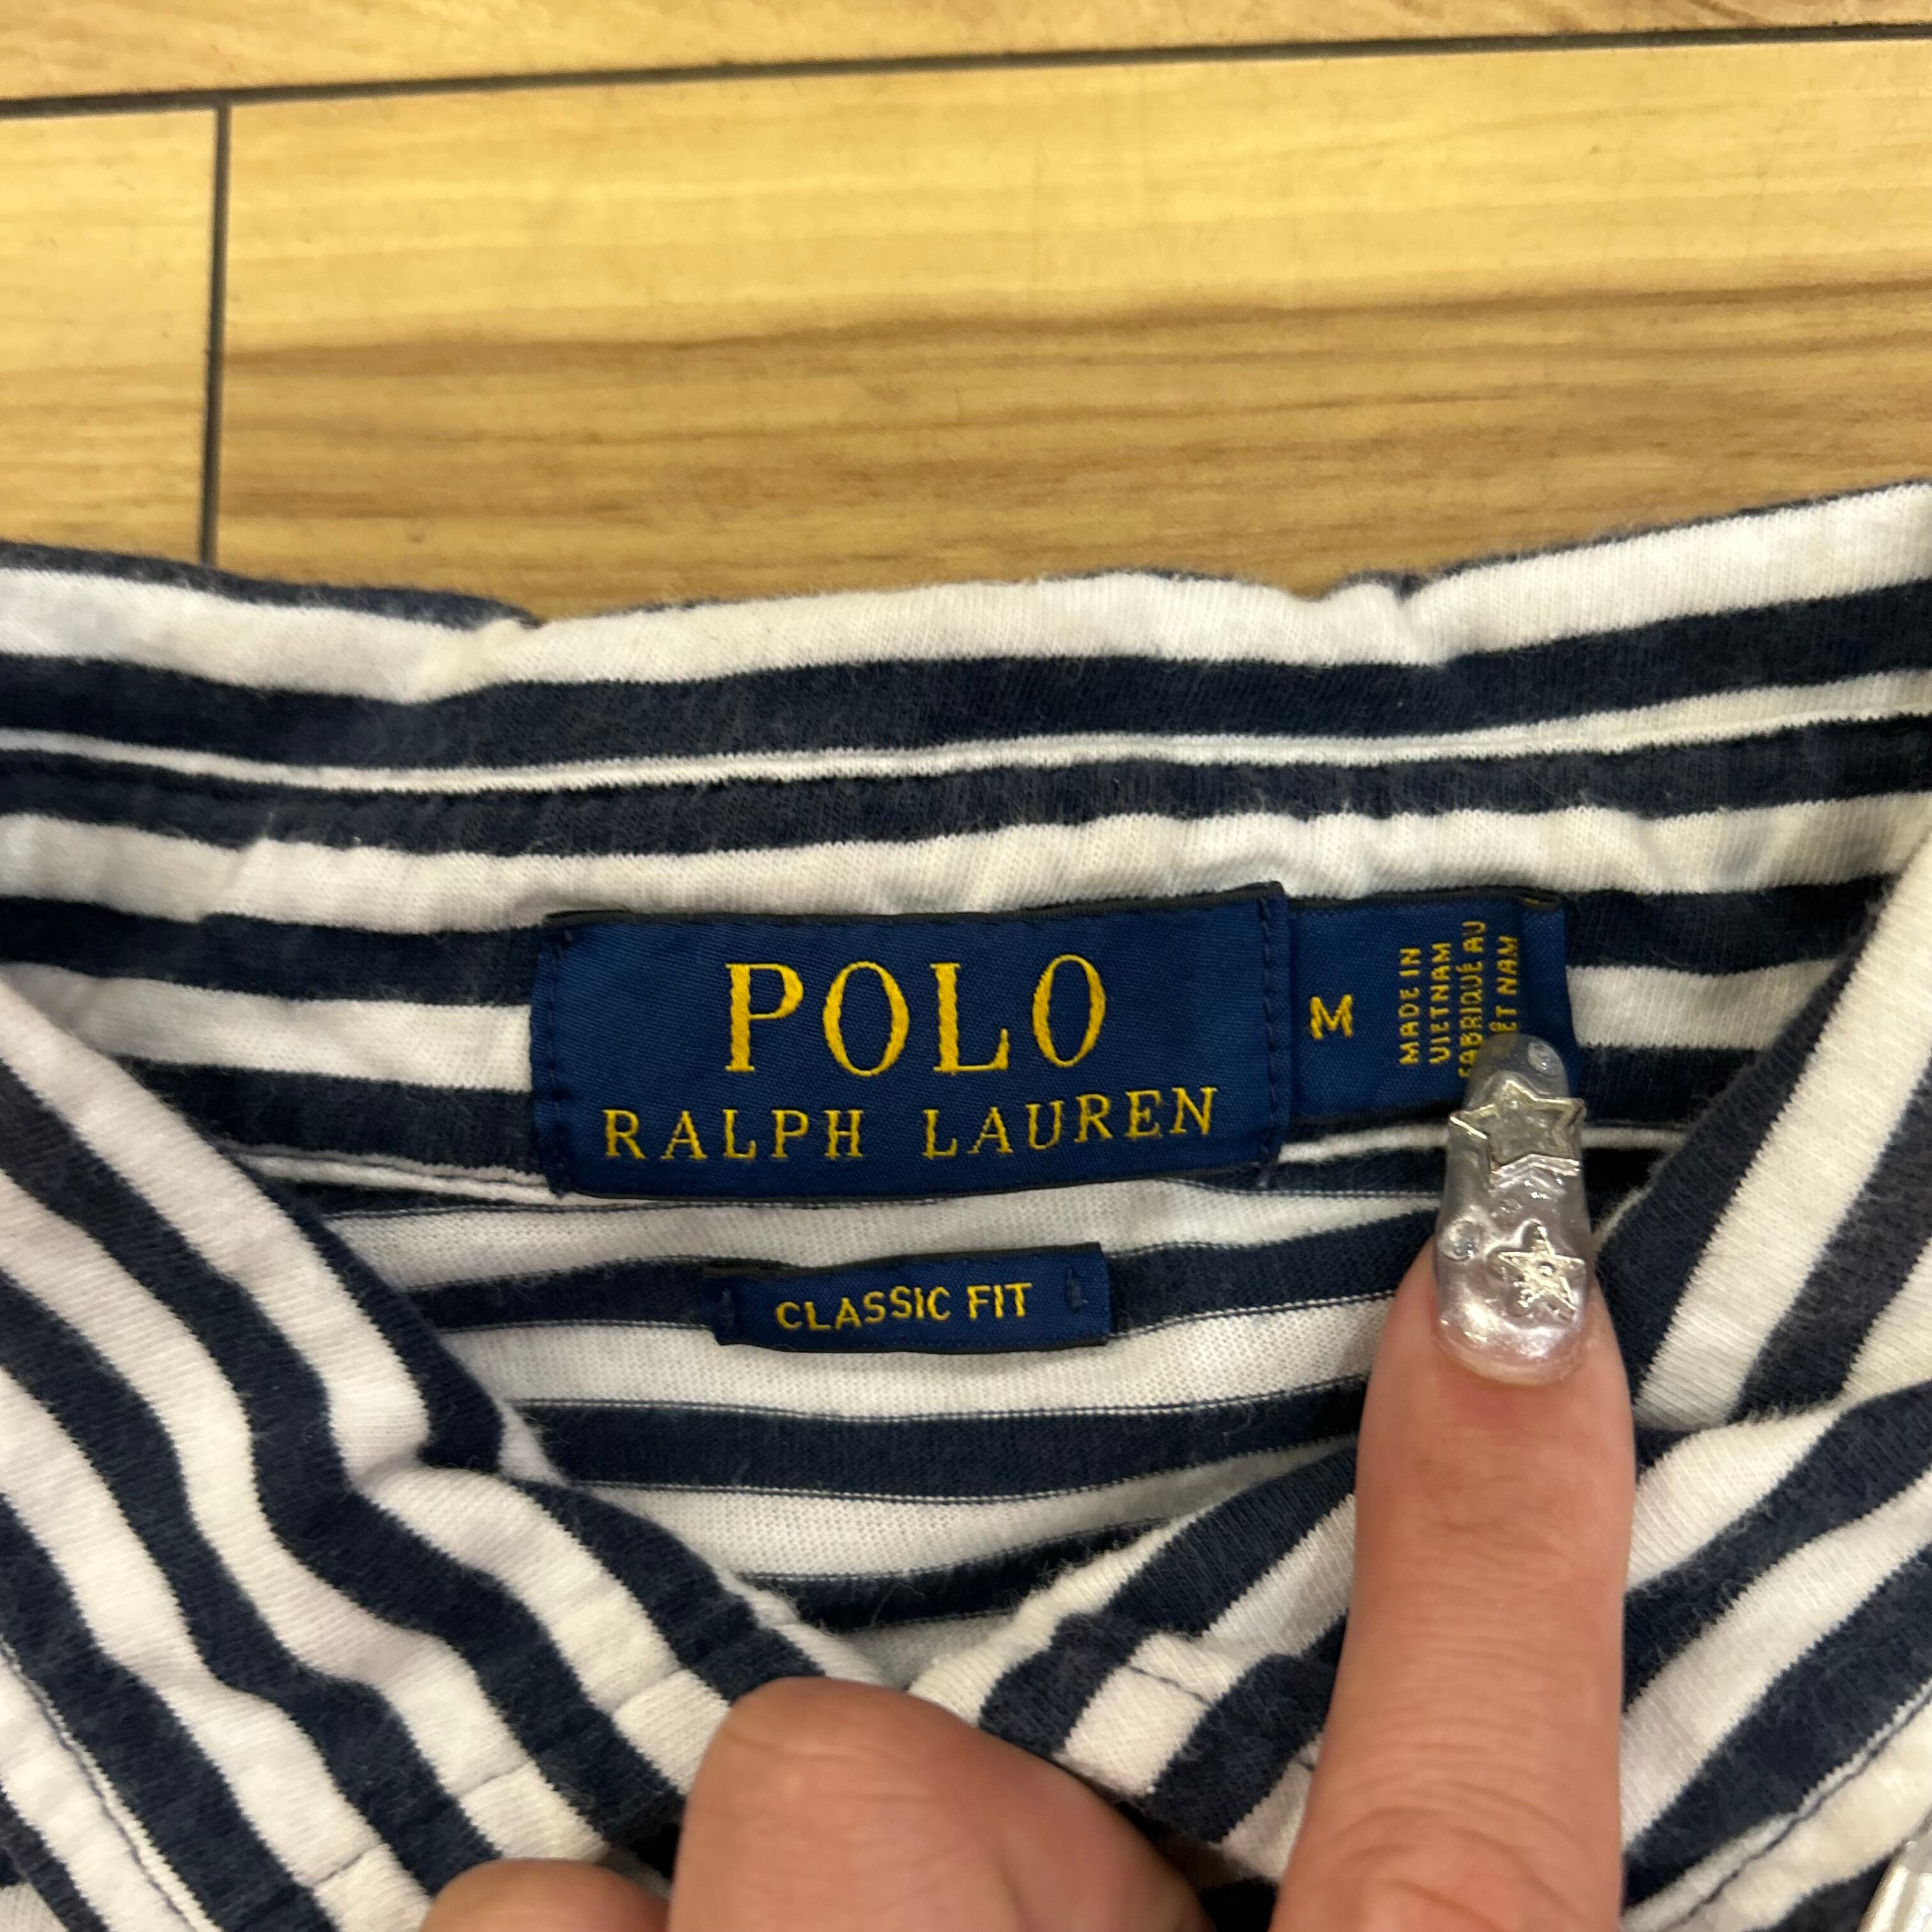 POLO
RALPH LAUREN
M
MADE IN
VIETNAM
FABRIQUÉ AU
CLASSIC FIT